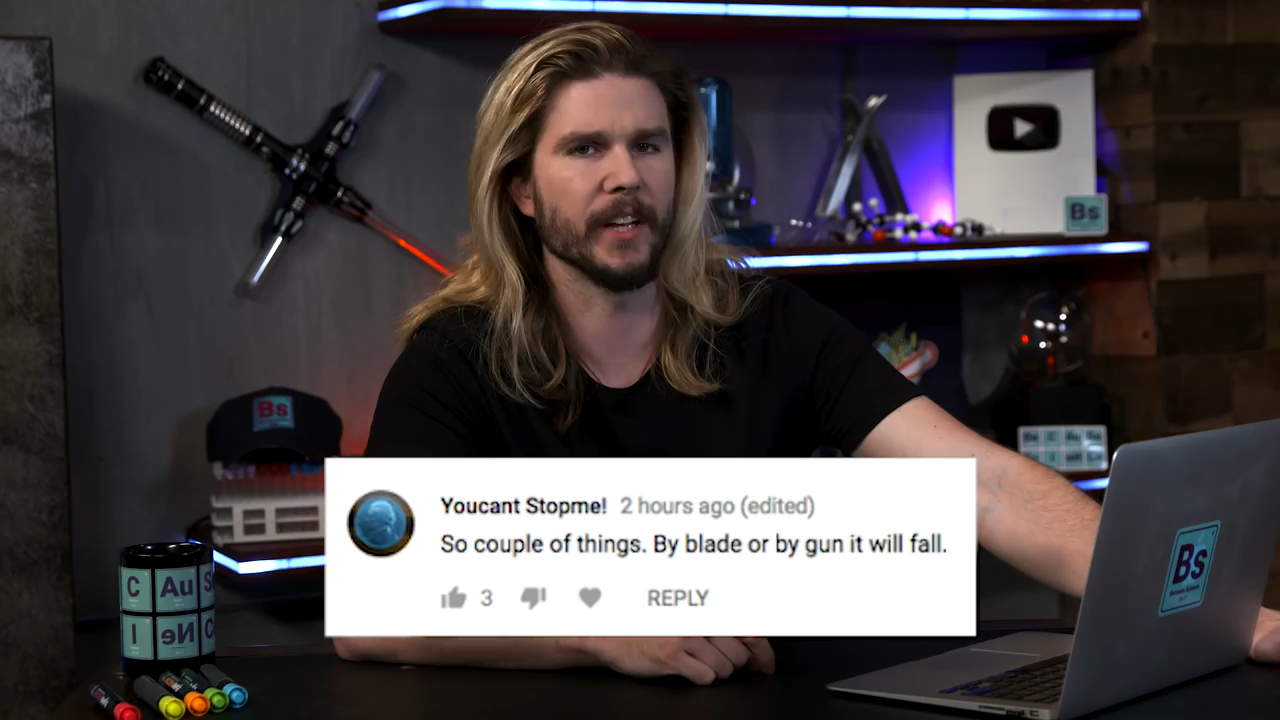 Bs
Bs
Youcant Stopme! 2 hours ago (edited)
So couple of things. By blade or by gun it will fall.
3
REPLY
Bs
C Au S
I Ne C